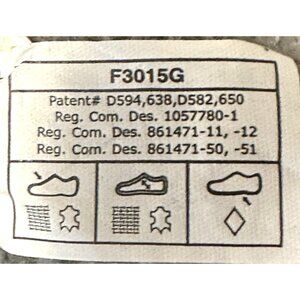 F3015G
Patent# D594,638,D582,650
Reg. Com. Des. 1057780-1
Reg. Com. Des. 861471-11, -12
Reg. Com. Des. 861471-50, -51